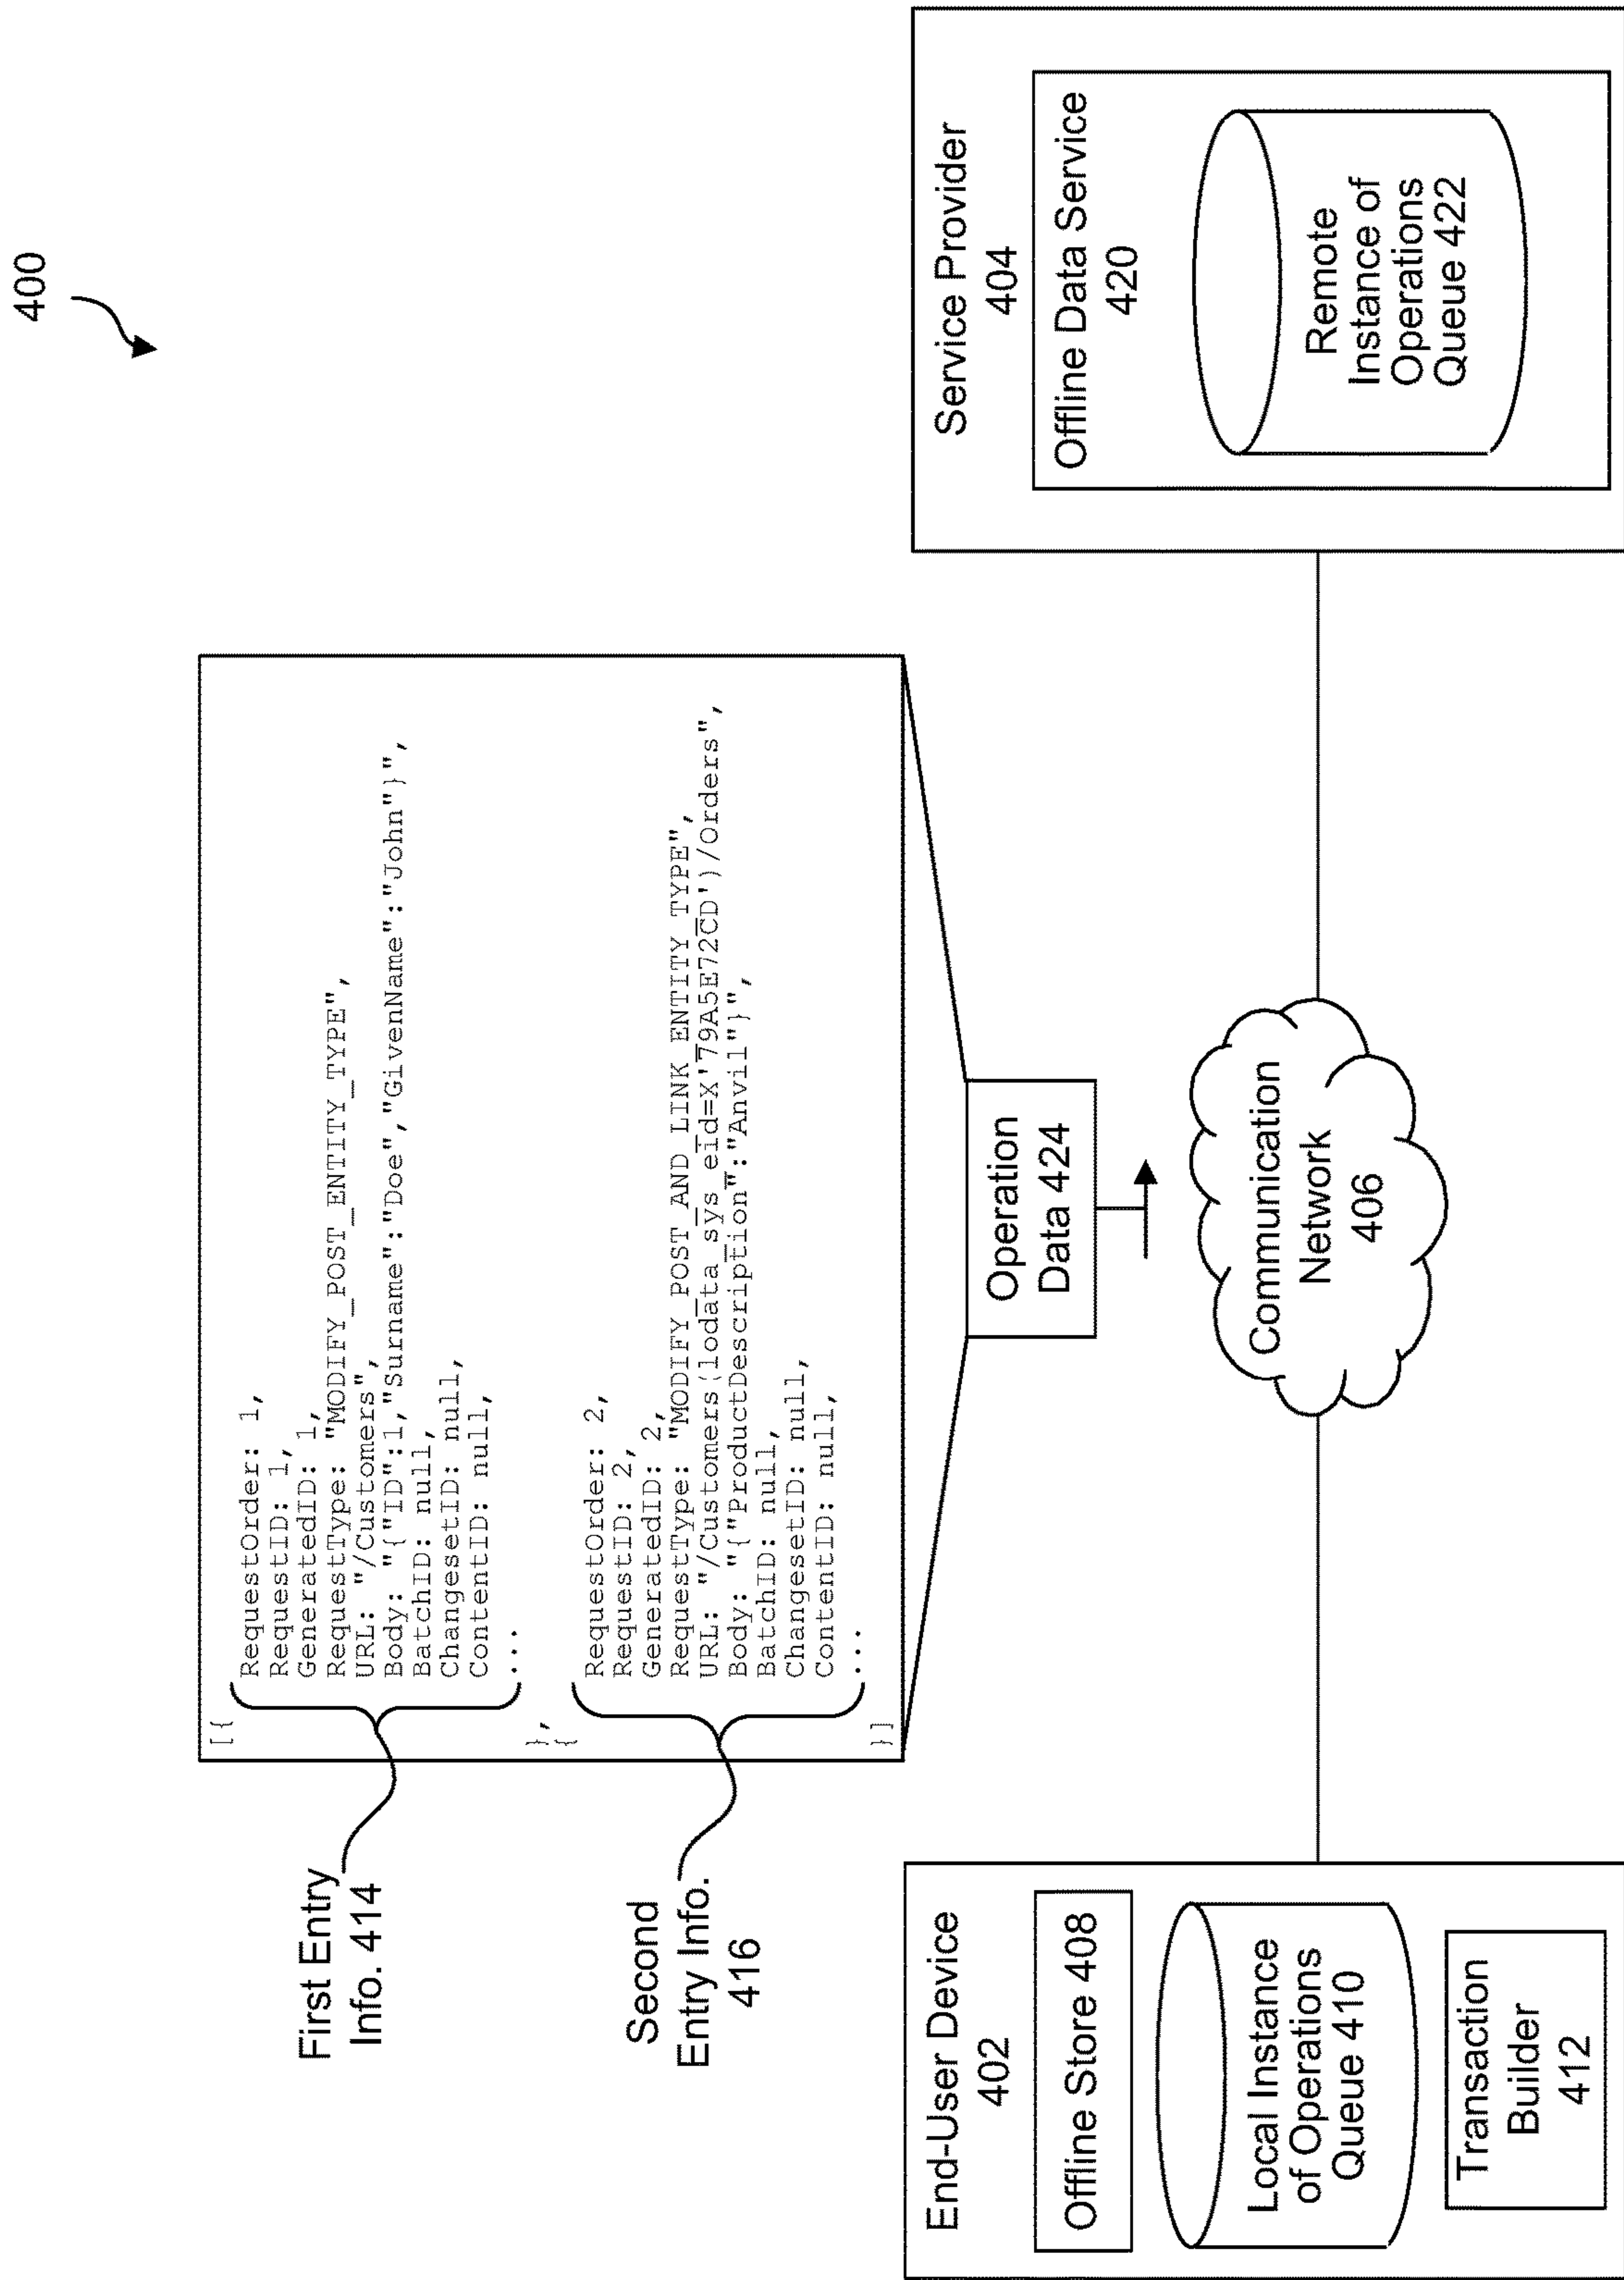 400
[{
RequestOrder: 1,
RequestID: 1,
GeneratedID: 1,
RequestType: "MODIFY_POST_ENTITY_TYPE",
URL: "/Customers",
Body: "{"ID":1,"Surname":"Doe","GivenName":"John"}",
BatchID: null,
ChangesetID: null,
ContentID: null,
...
},
{
RequestOrder: 2,
RequestID: 2,
GeneratedID: 2,
RequestType: "MODIFY_POST_AND_LINK_ENTITY_TYPE",
URL: "/Customers(lodata_sys_eid=X'79A5E72CD')/Orders",
Body: "{"ProductDescription":"Anvil"}",
BatchID: null,
ChangesetID: null,
ContentID: null,
...
}]
First Entry
Info. 414
Second
Entry Info.
416
Operation
Data 424
End-User Device
402
Offline Store 408
Local Instance
of Operations
Queue 410
Transaction
Builder
412
Communication
Network
406
Service Provider
404
Offline Data Service
420
Remote
Instance of
Operations
Queue 422